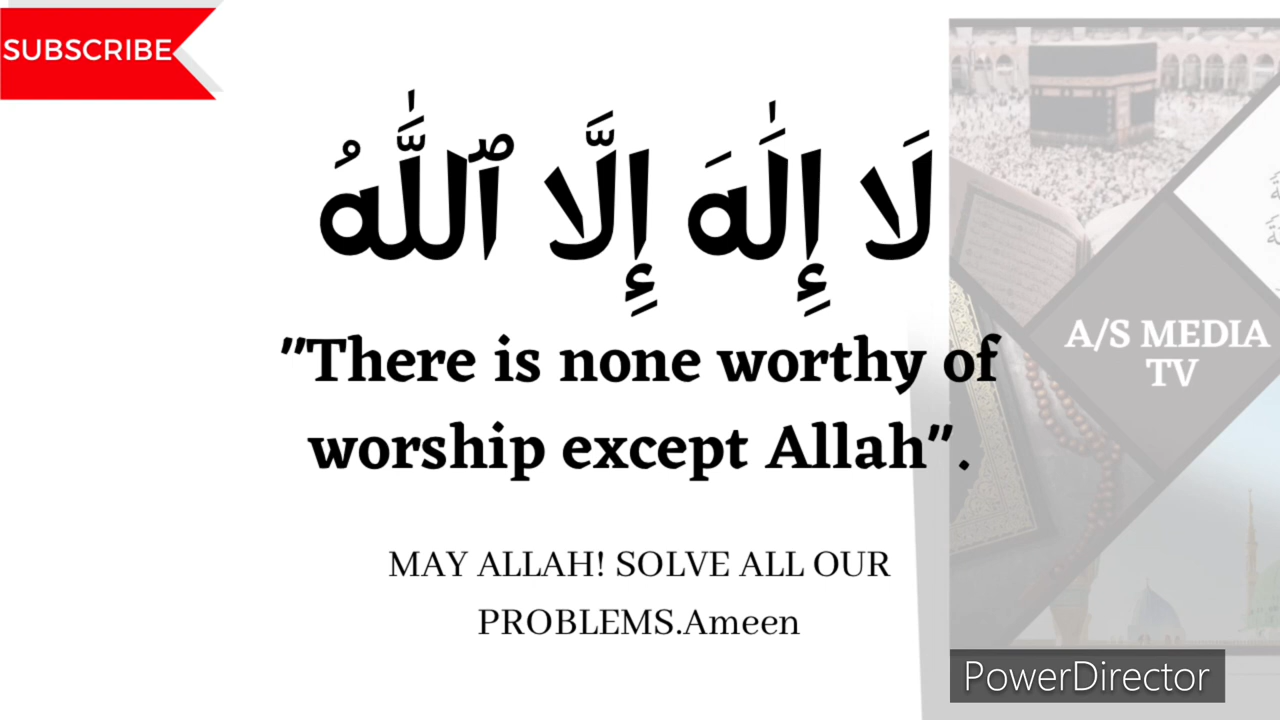 SUBSCRIBE
لَا إِلَٰهَ إِلَّا ٱللَّٰهُ
"There is none worthy of
worship except Allah".
MAY ALLAH! SOLVE ALL OUR
PROBLEMS.Ameen
A/S MEDIA
TV
PowerDirector